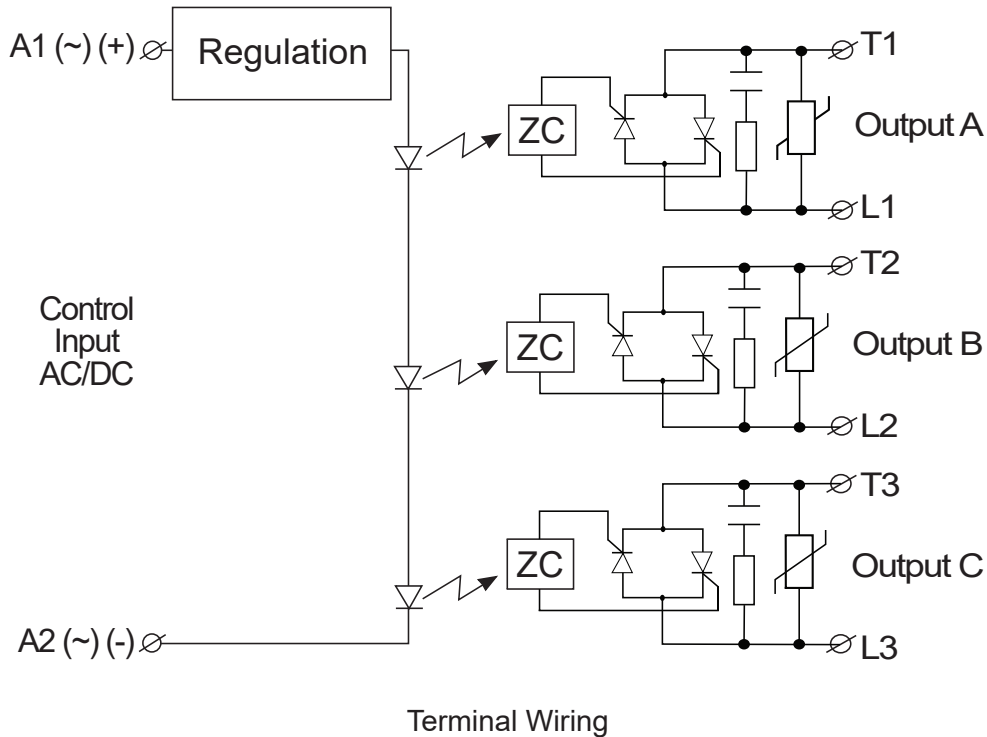 A1 (~) (+)
Regulation
T1
ZC
Output A
L1
T2
Control
Input
AC/DC
ZC
Output B
L2
T3
ZC
Output C
A2 (~) (-)
L3
Terminal Wiring